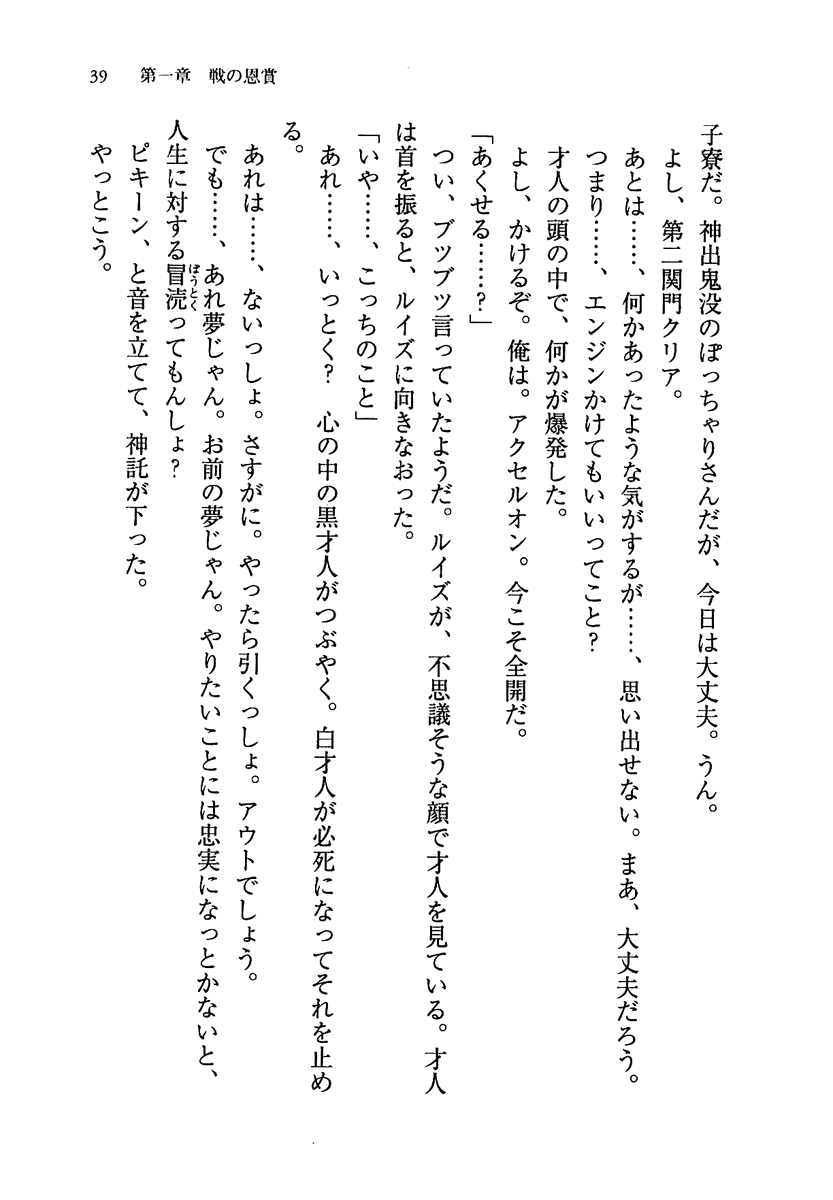 39　第一章　戦の恩賞
子寮だ。神出鬼没のぽっちゃりさんだが、今日は大丈夫。うん。
よし、第二関門クリア。
あとは……、何かあったような気がするが……、思い出せない。まあ、大丈夫だろう。
つまり……、エンジンかけてもいいってこと？
才人の頭の中で、何かが爆発した。
よし、かけるぞ。俺は。アクセルオン。今こそ全開だ。
「あくせる……？」
つい、ブツブツ言っていたようだ。ルイズが、不思議そうな顔で才人を見ている。才人
は首を振ると、ルイズに向きなおった。
「いや……、こっちのこと」
あれ……、いっとく？　心の中の黒才人がつぶやく。白才人が必死になってそれを止め
る。
あれは……、ないっしょ。さすがに。やったら引くっしょ。アウトでしょう。
でも……、あれ夢じゃん。お前の夢じゃん。やりたいことには忠実になっとかないと、
人生に対する冒涜ってもんしょ？
ぼうとく
ピキーン、と音を立てて、神託が下った。
やっとこう。